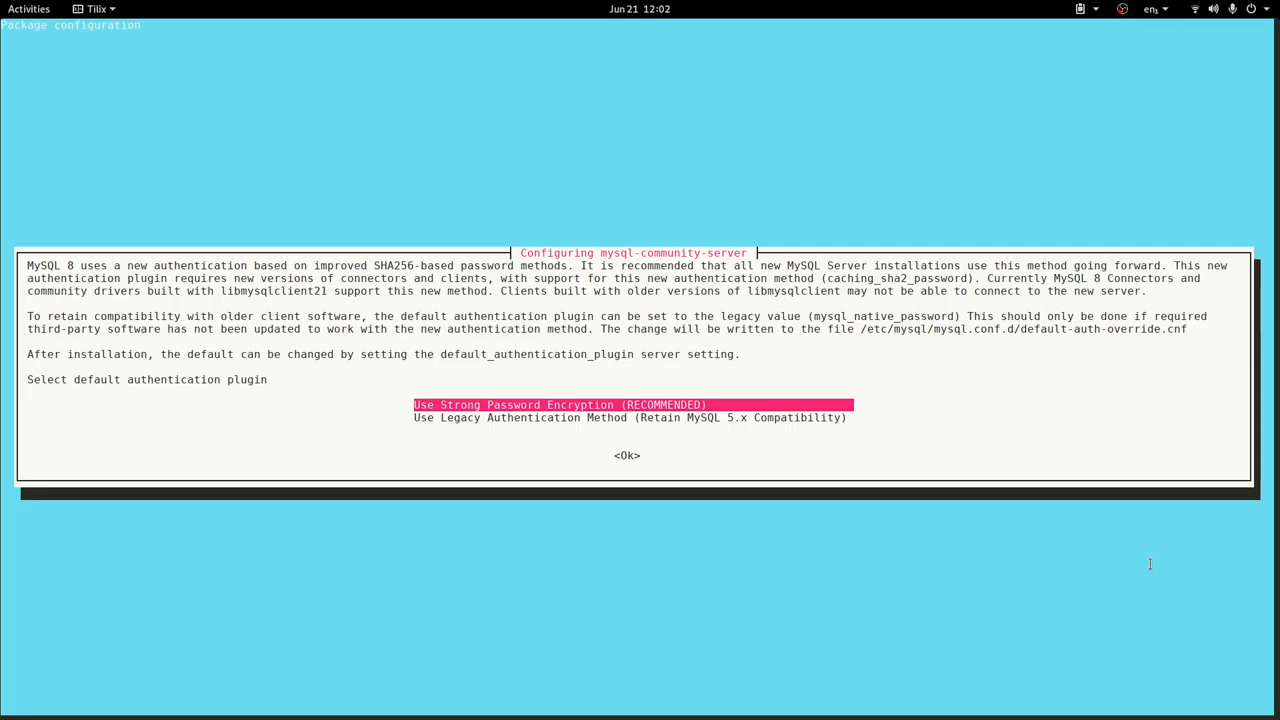 Activities
Tilix
Jun 21 12:02
en₁
Package configuration
Configuring mysql-community-server
MySQL 8 uses a new authentication based on improved SHA256-based password methods. It is recommended that all new MySQL Server installations use this method going forward. This new
authentication plugin requires new versions of connectors and clients, with support for this new authentication method (caching_sha2_password). Currently MySQL 8 Connectors and
community drivers built with libmysqlclient21 support this new method. Clients built with older versions of libmysqlclient may not be able to connect to the new server.
To retain compatibility with older client software, the default authentication plugin can be set to the legacy value (mysql_native_password) This should only be done if required
third-party software has not been updated to work with the new authentication method. The change will be written to the file /etc/mysql/mysql.conf.d/default-auth-override.cnf
After installation, the default can be changed by setting the default_authentication_plugin server setting.
Select default authentication plugin
Use Strong Password Encryption (RECOMMENDED)
Use Legacy Authentication Method (Retain MySQL 5.x Compatibility)
<Ok>